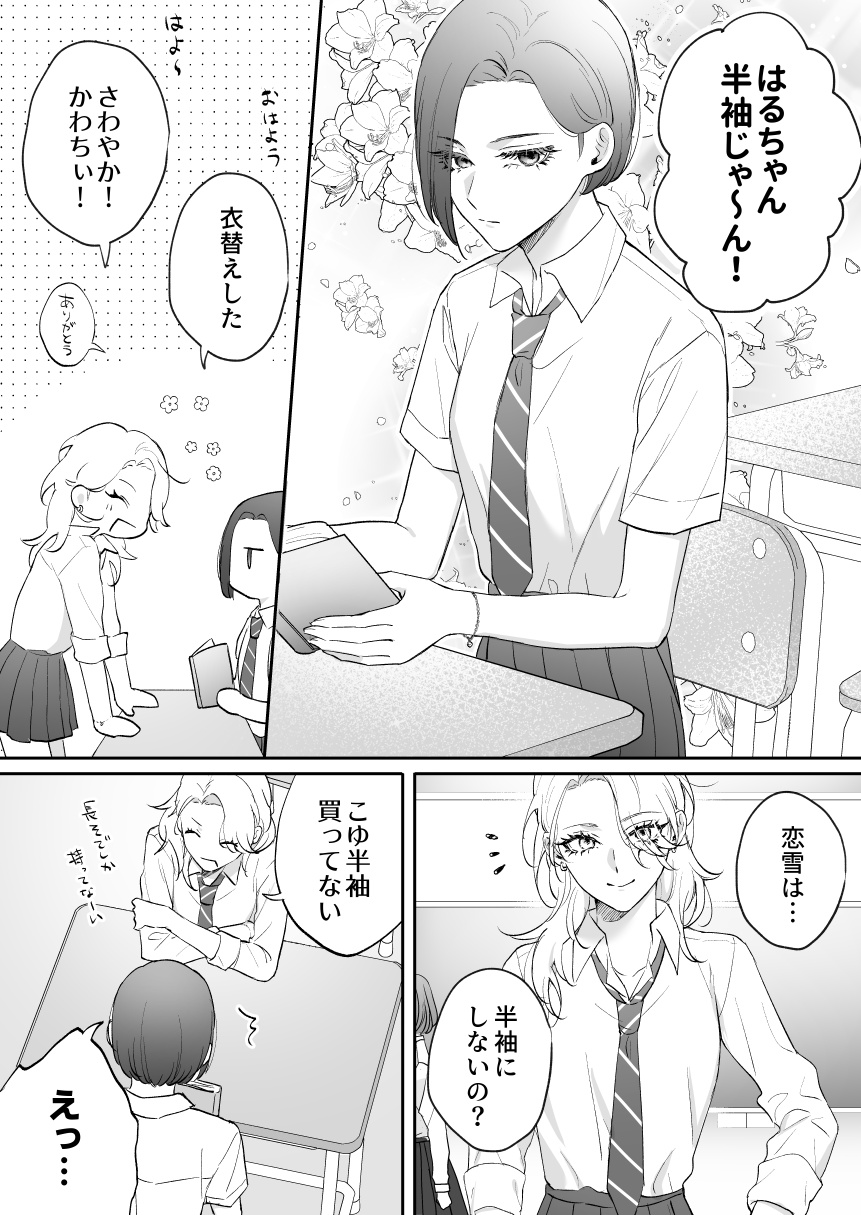 はるちゃん
半袖じゃ～ん！
おはよう
はよ～
衣替えした
さわやか！
かわちぃ！
ありがとう
恋雪は…
半袖に
しないの？
こゆ半袖
買ってない
長そでしか
持ってなーい
えっ…